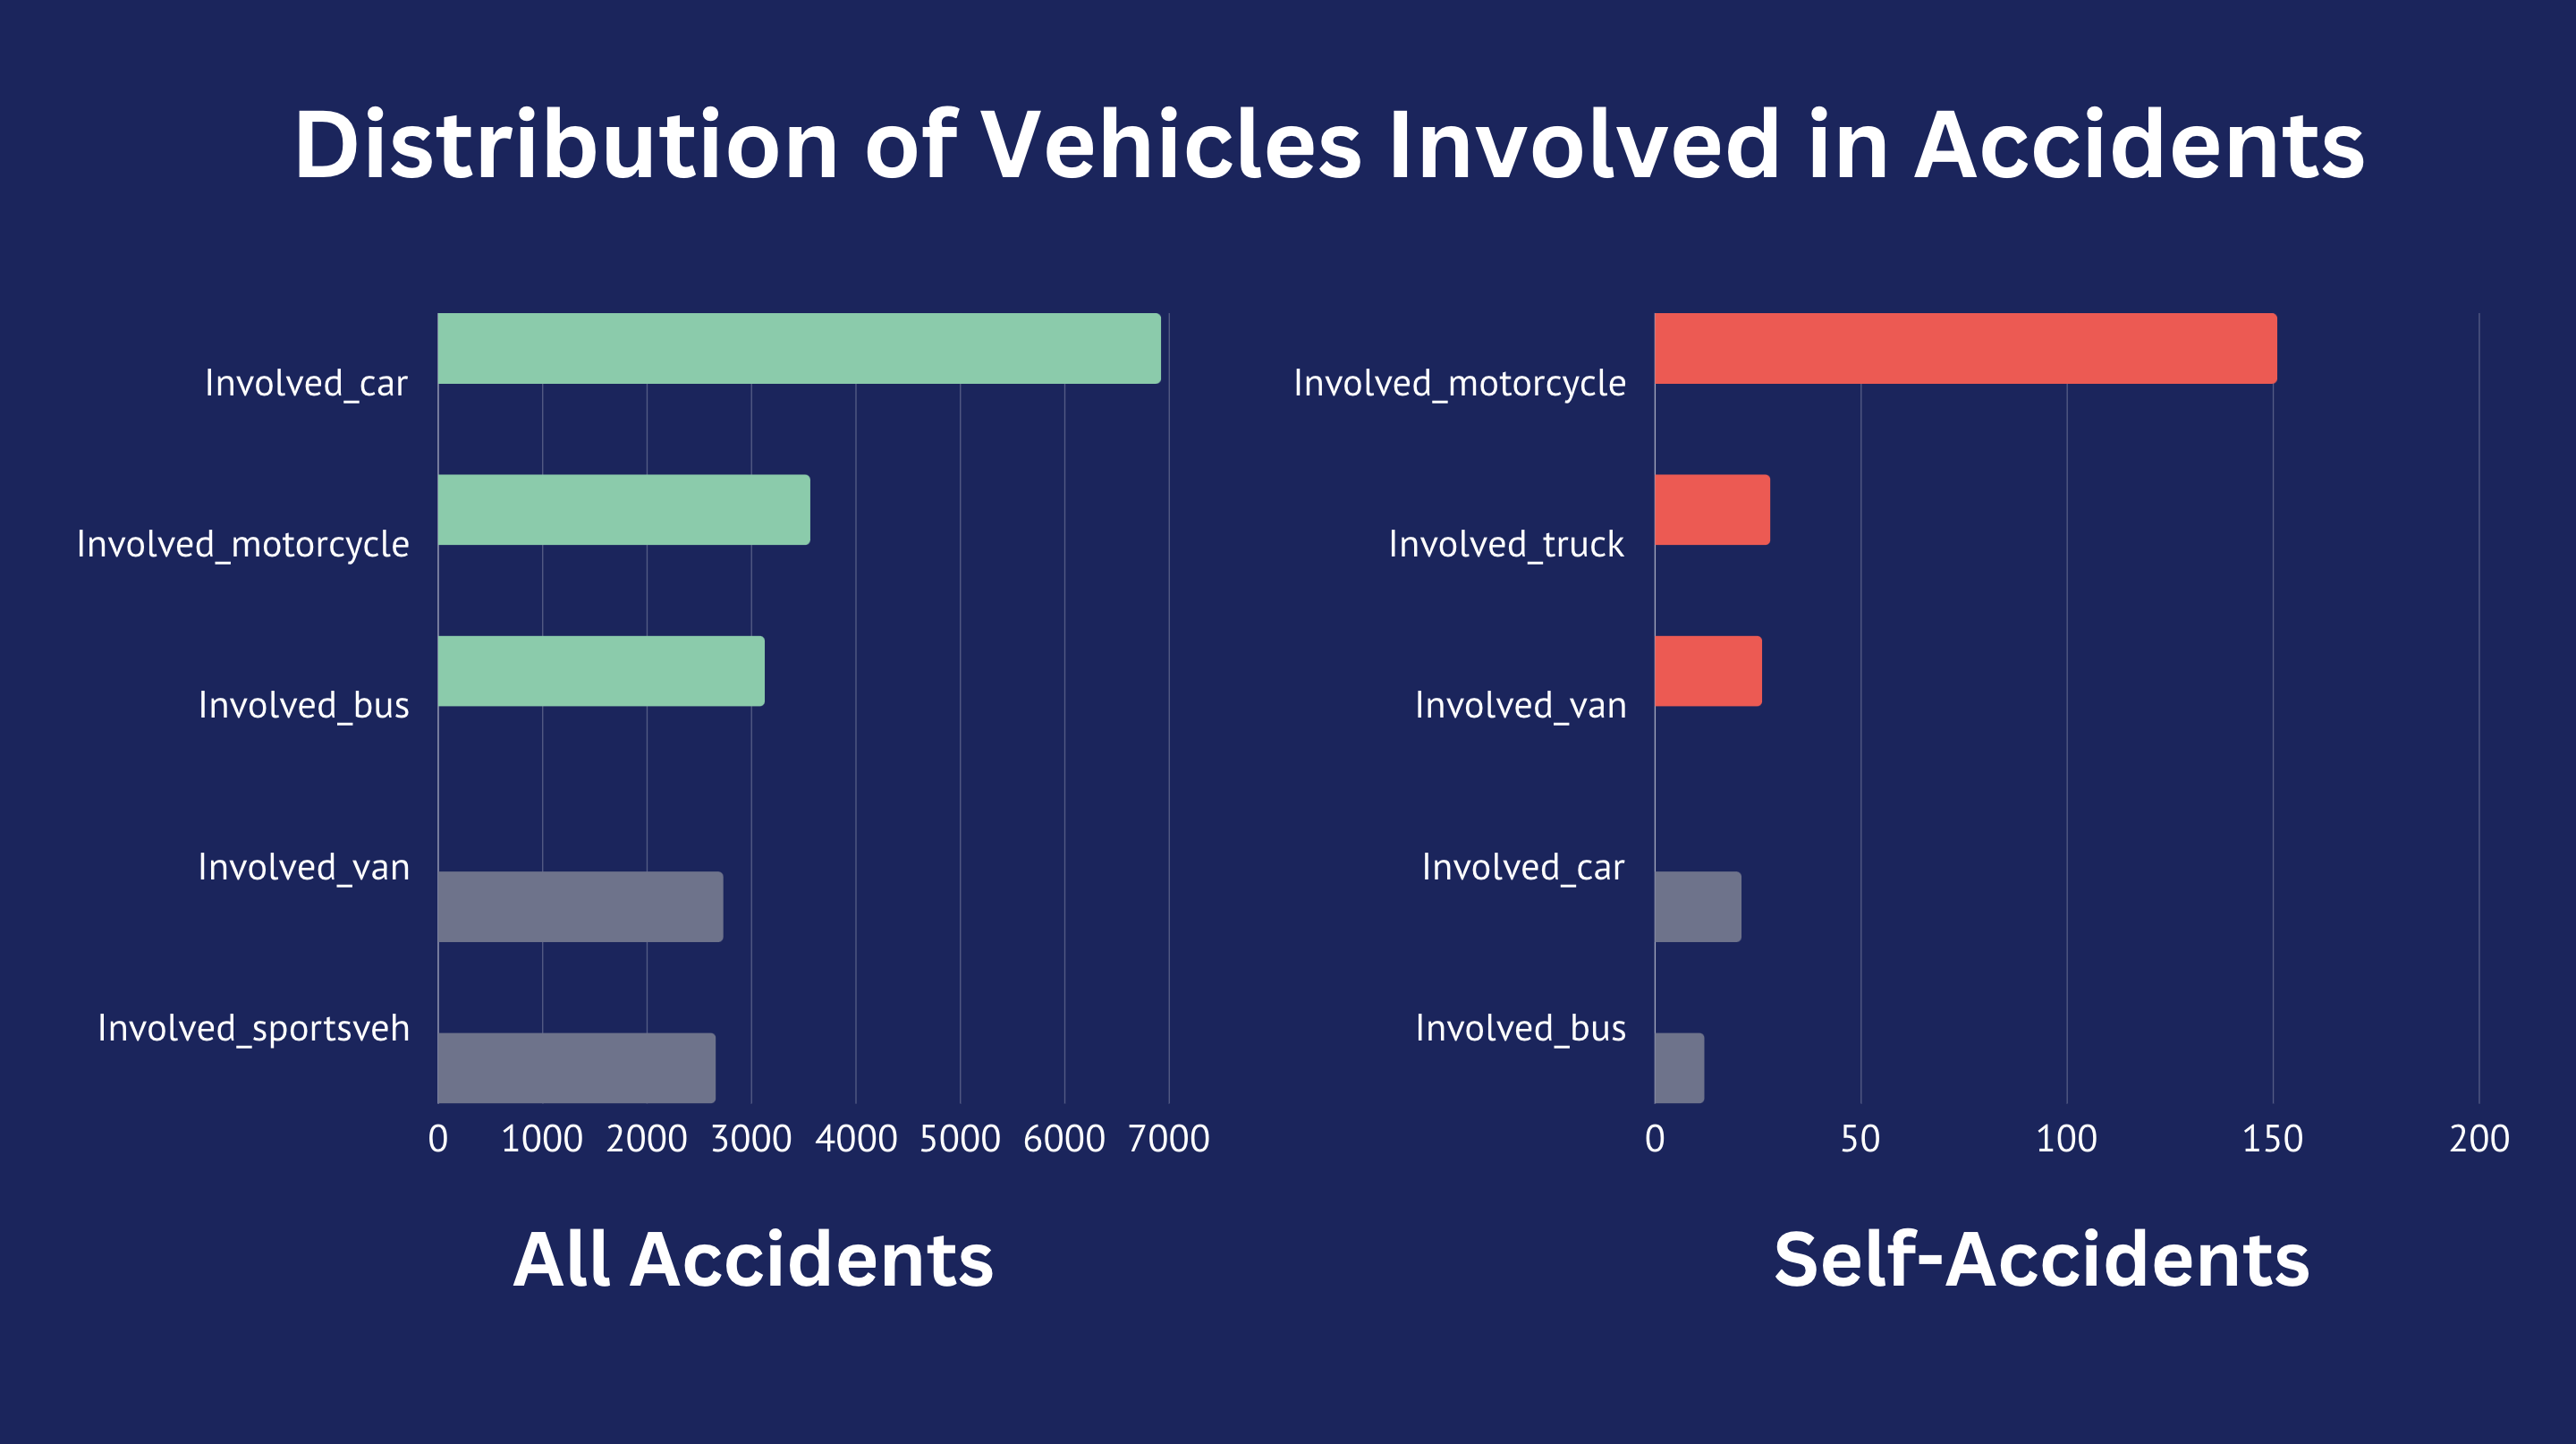 Distribution of Vehicles Involved in Accidents
Involved_car
Involved_motorcycle
Involved_bus
Involved_van
Involved_sportsveh
0 1000 2000 3000 4000 5000 6000 7000
All Accidents
Involved_motorcycle
Involved_truck
Involved_van
Involved_car
Involved_bus
0 50 100 150 200
Self-Accidents